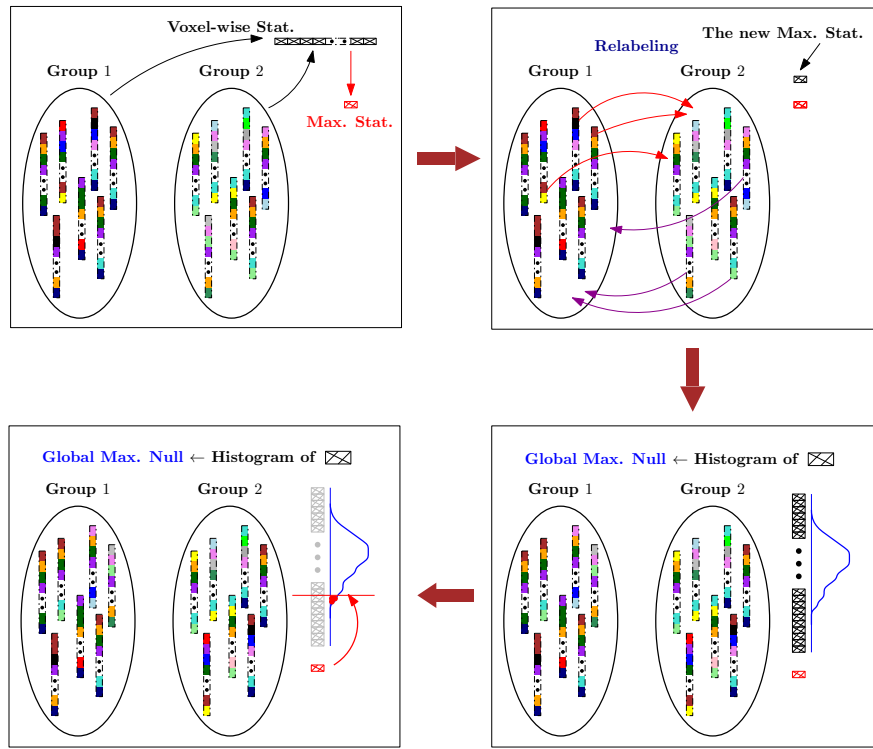 Voxel-wise Stat.
Group 1
Group 2
Max. Stat.
The new Max. Stat.
Relabeling
Group 1
Group 2
Global Max. Null ← Histogram of
Group 1
Group 2
Global Max. Null ← Histogram of
Group 1
Group 2